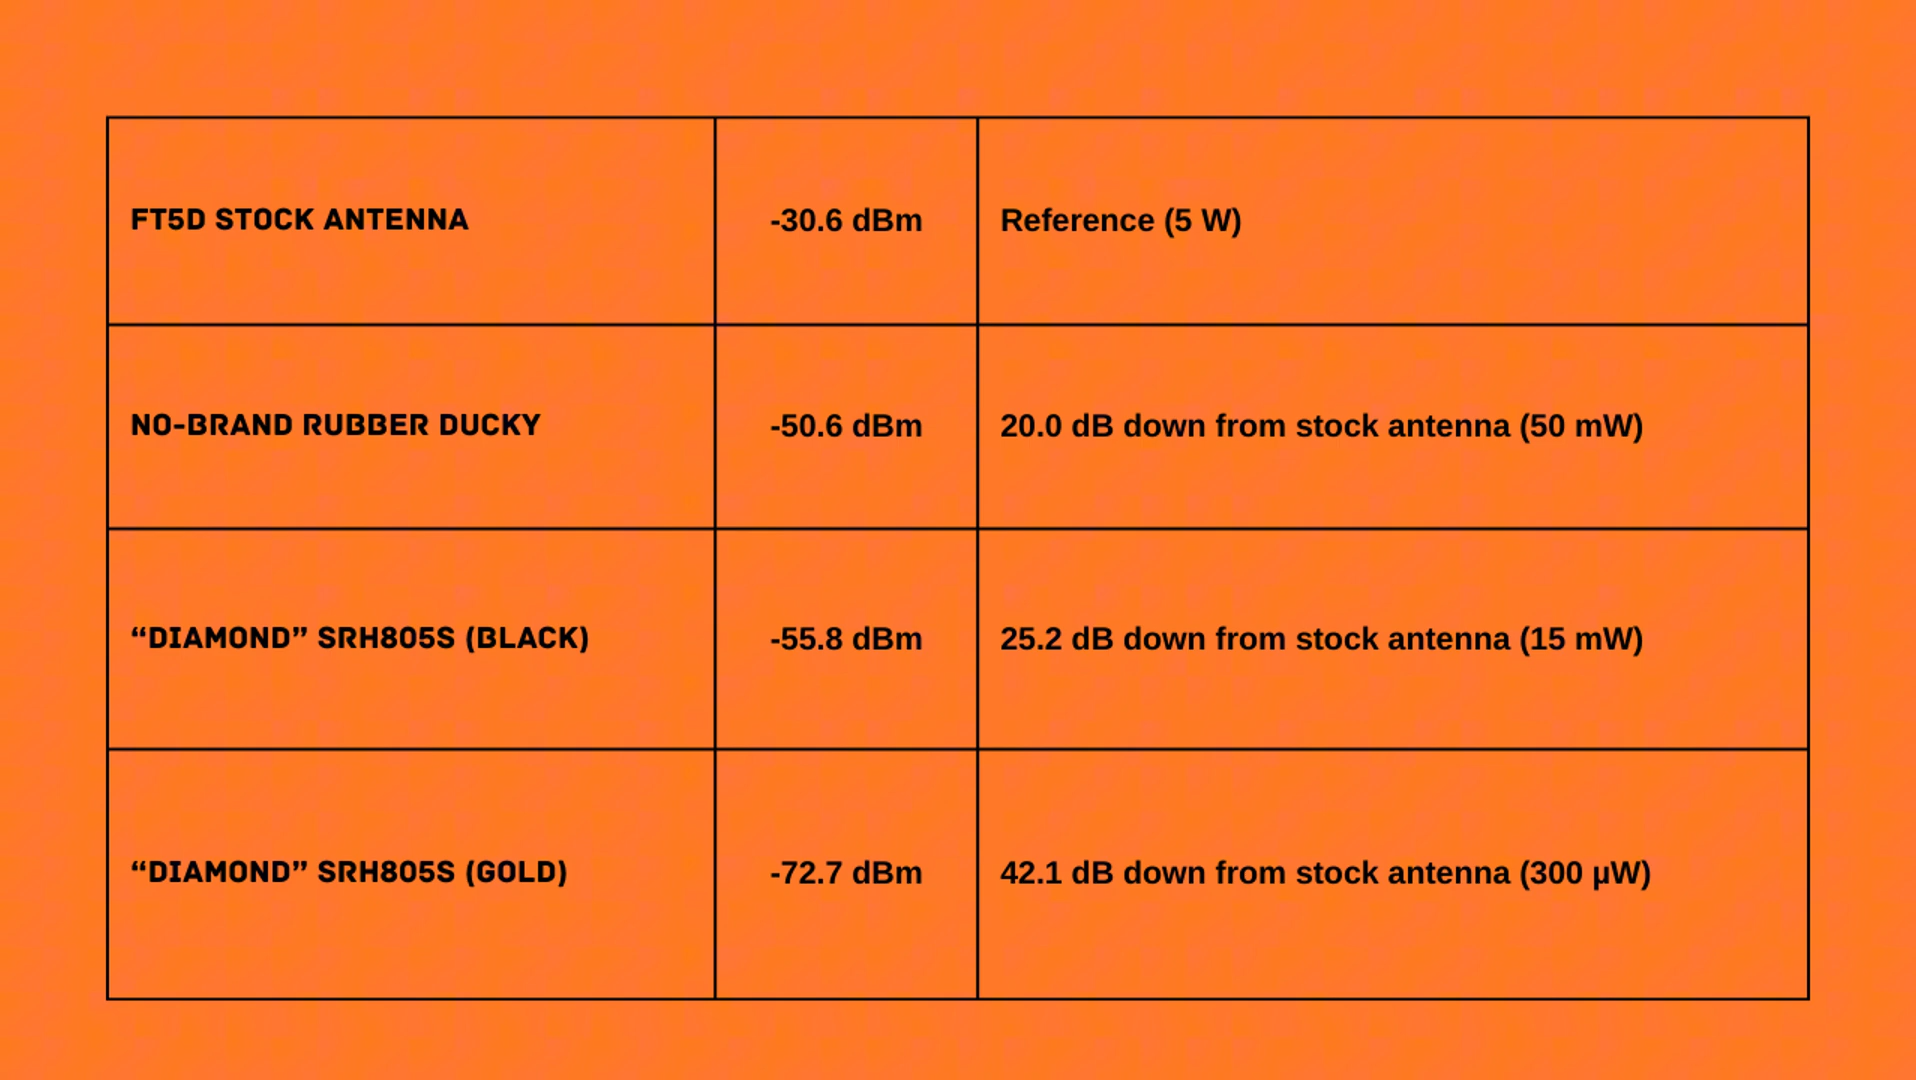 FT5D STOCK ANTENNA -30.6 dBm Reference (5 W)
NO-BRAND RUBBER DUCKY -50.6 dBm 20.0 dB down from stock antenna (50 mW)
“DIAMOND” SRH805S (BLACK) -55.8 dBm 25.2 dB down from stock antenna (15 mW)
“DIAMOND” SRH805S (GOLD) -72.7 dBm 42.1 dB down from stock antenna (300 µW)